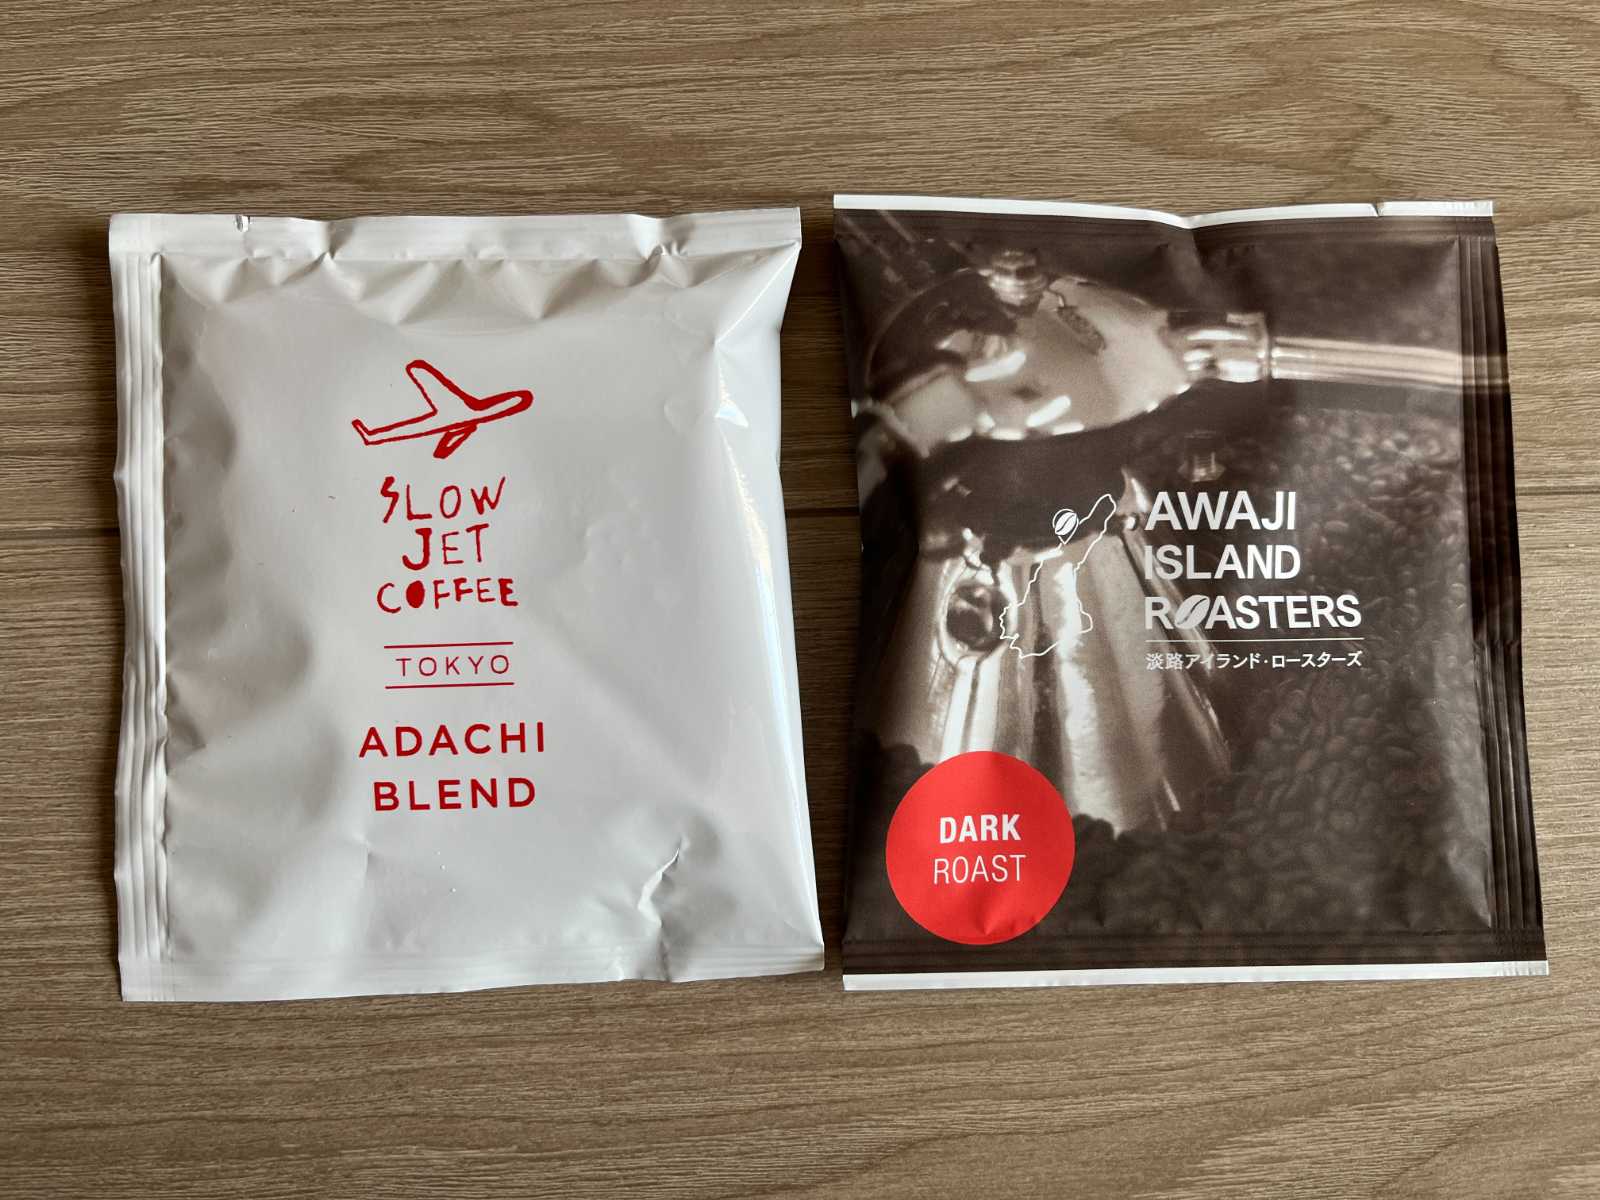 SLOW
JET
COFFEE
TOKYO
ADACHI
BLEND
AWAJI
ISLAND
ROASTERS
淡路アイランド・ロースターズ
DARK
ROAST